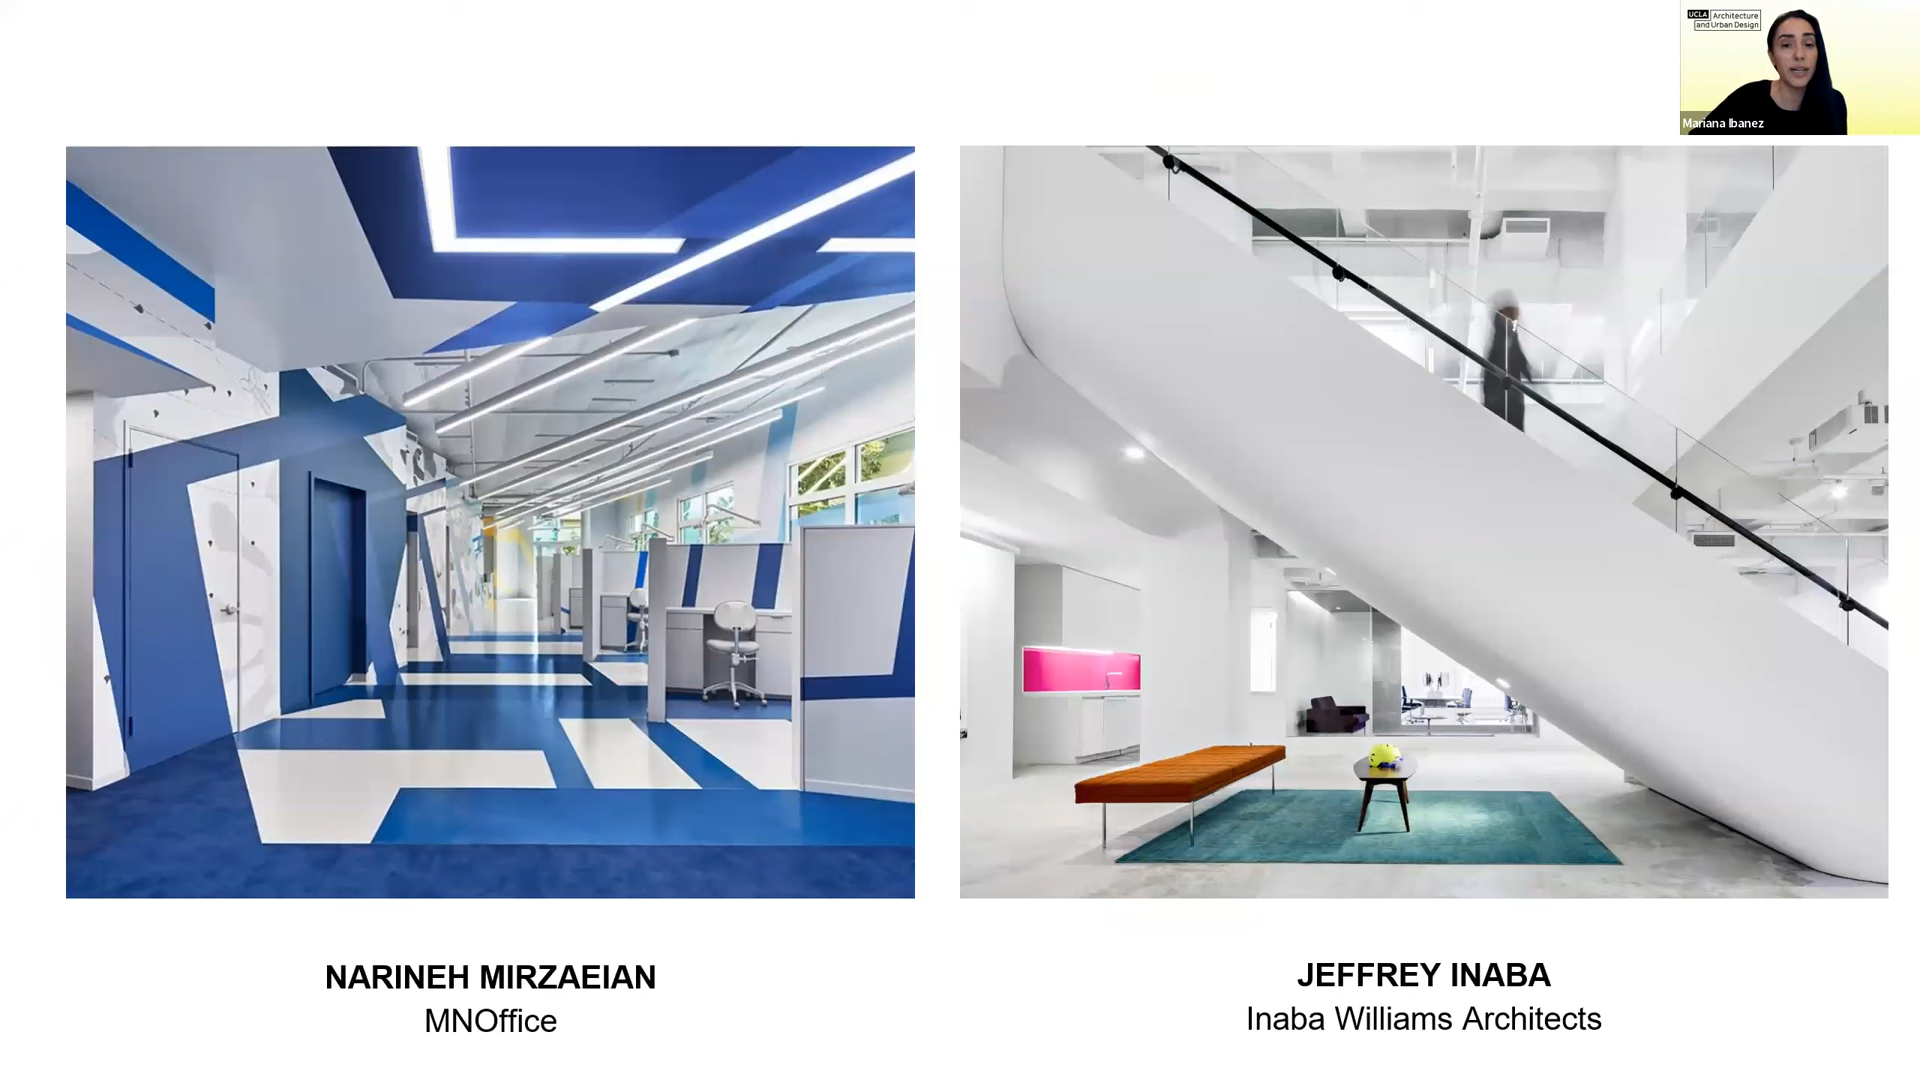 UCLA Architecture
and Urban Design
Mariana Ibanez
NARINEH MIRZAEIAN
MNOffice
JEFFREY INABA
Inaba Williams Architects